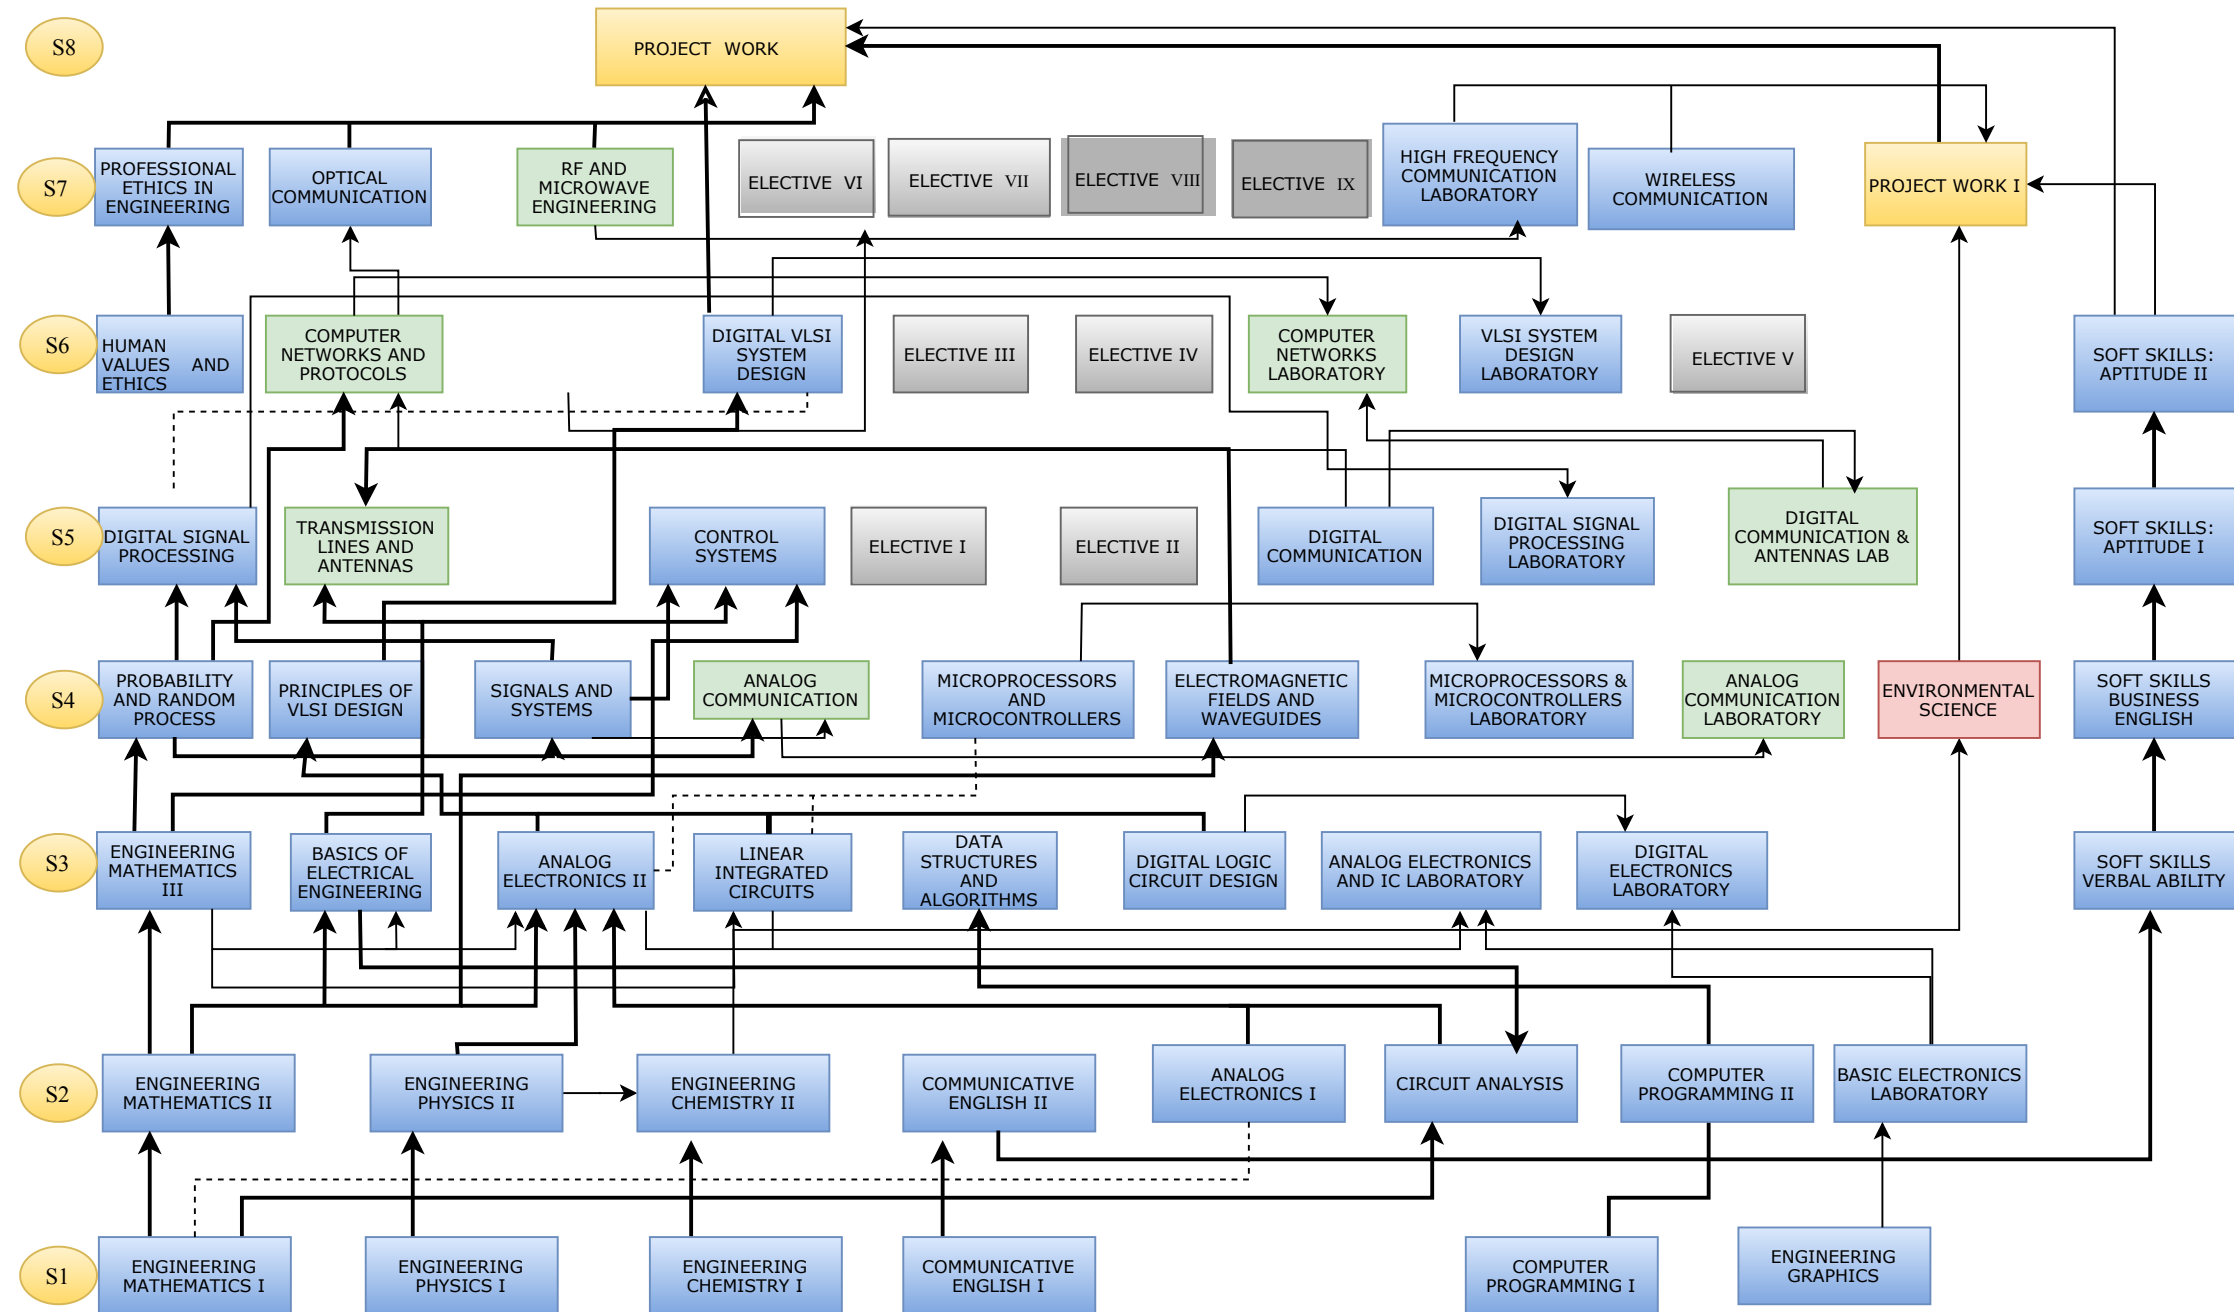 S8
PROJECT WORK
S7
PROFESSIONAL
ETHICS IN
ENGINEERING
OPTICAL
COMMUNICATION
RF AND
MICROWAVE
ENGINEERING
ELECTIVE VI
ELECTIVE VII
ELECTIVE VIII
ELECTIVE IX
HIGH FREQUENCY
COMMUNICATION
LABORATORY
WIRELESS
COMMUNICATION
PROJECT WORK I
S6
HUMAN
VALUES AND
ETHICS
COMPUTER
NETWORKS AND
PROTOCOLS
DIGITAL VLSI
SYSTEM
DESIGN
ELECTIVE III
ELECTIVE IV
COMPUTER
NETWORKS
LABORATORY
VLSI SYSTEM
DESIGN
LABORATORY
ELECTIVE V
SOFT SKILLS:
APTITUDE II
S5
DIGITAL SIGNAL
PROCESSING
TRANSMISSION
LINES AND
ANTENNAS
CONTROL
SYSTEMS
ELECTIVE I
ELECTIVE II
DIGITAL
COMMUNICATION
DIGITAL SIGNAL
PROCESSING
LABORATORY
DIGITAL
COMMUNICATION &
ANTENNAS LAB
SOFT SKILLS:
APTITUDE I
S4
PROBABILITY
AND RANDOM
PROCESS
PRINCIPLES OF
VLSI DESIGN
SIGNALS AND
SYSTEMS
ANALOG
COMMUNICATION
MICROPROCESSORS
AND
MICROCONTROLLERS
ELECTROMAGNETIC
FIELDS AND
WAVEGUIDES
MICROPROCESSORS &
MICROCONTROLLERS
LABORATORY
ANALOG
COMMUNICATION
LABORATORY
ENVIRONMENTAL
SCIENCE
SOFT SKILLS
BUSINESS
ENGLISH
S3
ENGINEERING
MATHEMATICS
III
BASICS OF
ELECTRICAL
ENGINEERING
ANALOG
ELECTRONICS II
LINEAR
INTEGRATED
CIRCUITS
DATA
STRUCTURES
AND
ALGORITHMS
DIGITAL LOGIC
CIRCUIT DESIGN
ANALOG ELECTRONICS
AND IC LABORATORY
DIGITAL
ELECTRONICS
LABORATORY
SOFT SKILLS
VERBAL ABILITY
S2
ENGINEERING
MATHEMATICS II
ENGINEERING
PHYSICS II
ENGINEERING
CHEMISTRY II
COMMUNICATIVE
ENGLISH II
ANALOG
ELECTRONICS I
CIRCUIT ANALYSIS
COMPUTER
PROGRAMMING II
BASIC ELECTRONICS
LABORATORY
S1
ENGINEERING
MATHEMATICS I
ENGINEERING
PHYSICS I
ENGINEERING
CHEMISTRY I
COMMUNICATIVE
ENGLISH I
COMPUTER
PROGRAMMING I
ENGINEERING
GRAPHICS